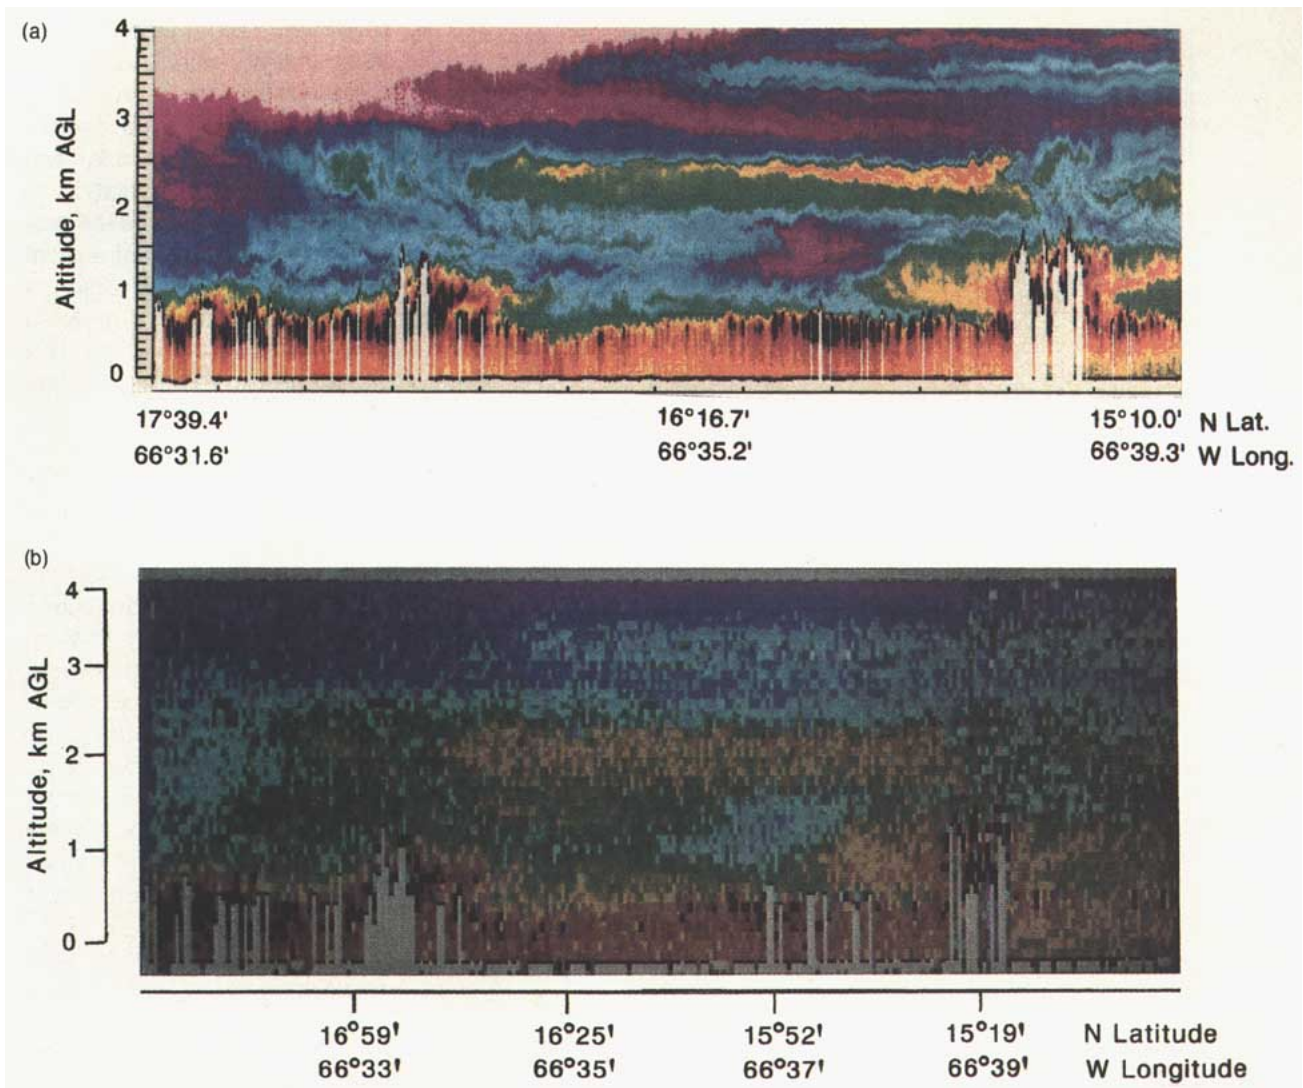 (a)
4
3
2
1
0
Altitude, km AGL
17°39.4' 16°16.7' 15°10.0' N Lat.
66°31.6' 66°35.2' 66°39.3' W Long.
(b)
4
3
2
1
0
Altitude, km AGL
16°59' 16°25' 15°52' 15°19' N Latitude
66°33' 66°35' 66°37' 66°39' W Longitude